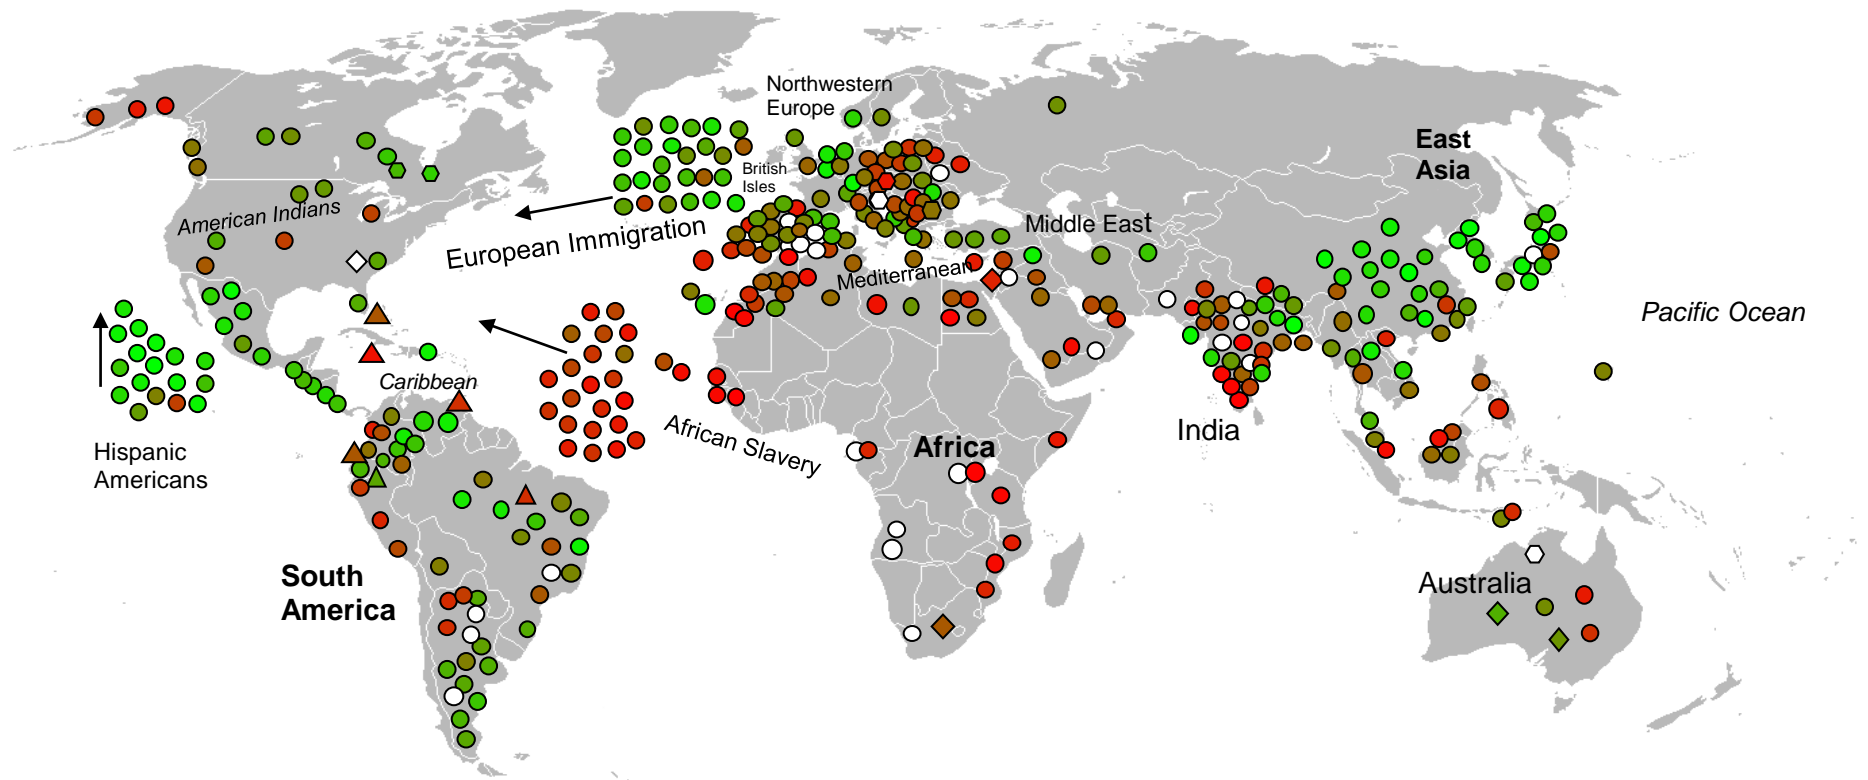 Northwestern
Europe
East
Asia
British
Isles
American Indians
European Immigration
Middle East
Mediterranean
Pacific Ocean
Caribbean
African Slavery
India
Africa
Hispanic
Americans
South
America
Australia